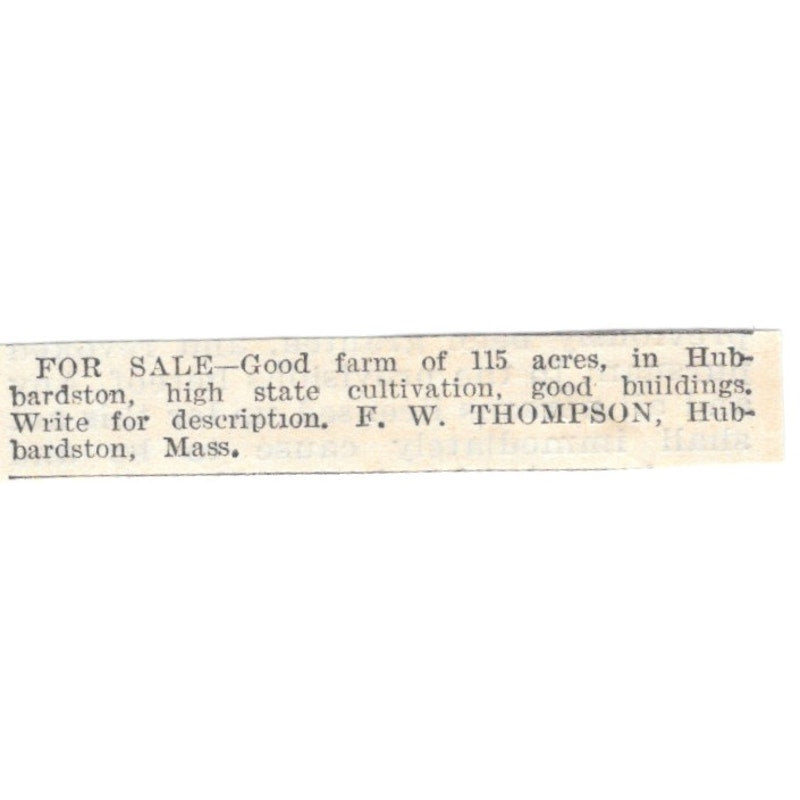 FOR SALE—Good farm of 115 acres, in Hub-
bardston, high state cultivation, good buildings.
Write for description. F. W. THOMPSON, Hub-
bardston, Mass.